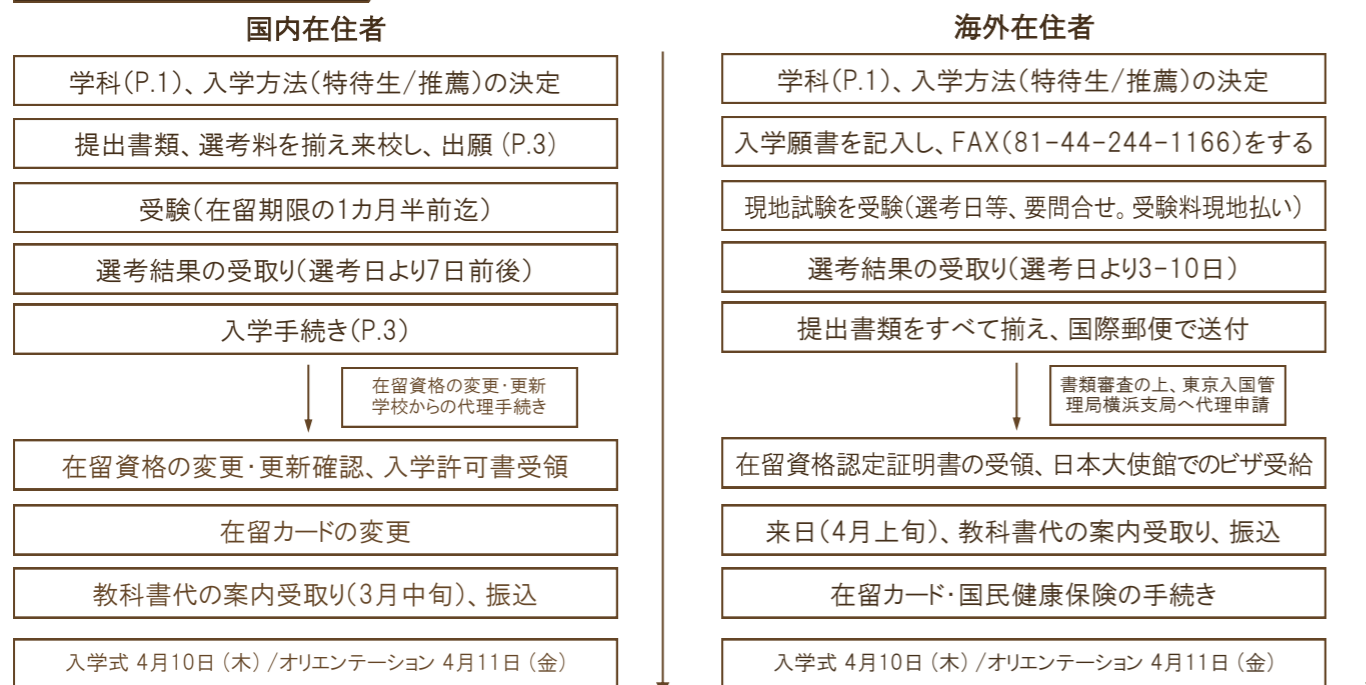 国内在住者
学科(P.1)、入学方法(特待生/推薦)の決定
提出書類、選考料を揃え来校し、出願 (P.3)
受験(在留期限の1カ月半前迄)
選考結果の受取り(選考日より7日前後)
入学手続き(P.3)
在留資格の変更・更新
学校からの代理手続き
在留資格の変更・更新確認、入学許可書受領
在留カードの変更
教科書代の案内受取り(3月中旬)、振込
入学式 4月10日 (木) /オリエンテーション 4月11日 (金)
海外在住者
学科(P.1)、入学方法(特待生/推薦)の決定
入学願書を記入し、FAX(81-44-244-1166)をする
現地試験を受験(選考日等、要問合せ。受験料現地払い)
選考結果の受取り(選考日より3-10日)
提出書類をすべて揃え、国際郵便で送付
書類審査の上、東京入国管
理局横浜支局へ代理申請
在留資格認定証明書の受領、日本大使館でのビザ受給
来日(4月上旬)、教科書代の案内受取り、振込
在留カード・国民健康保険の手続き
入学式 4月10日 (木) /オリエンテーション 4月11日 (金)